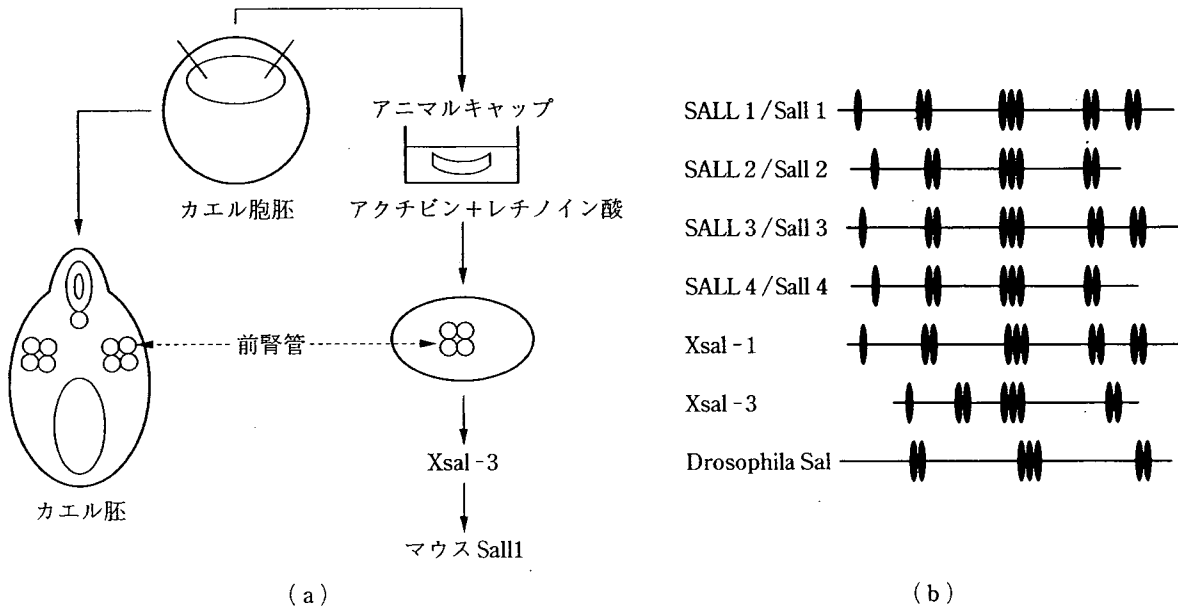 アニマルキャップ
カエル胞胚
アクチビン+レチノイン酸
前腎管
Xsal-3
カエル胚
マウス Sall1
(a)
SALL 1/Sall 1
SALL 2/Sall 2
SALL 3/Sall 3
SALL 4/Sall 4
Xsal-1
Xsal-3
Drosophila Sal
(b)